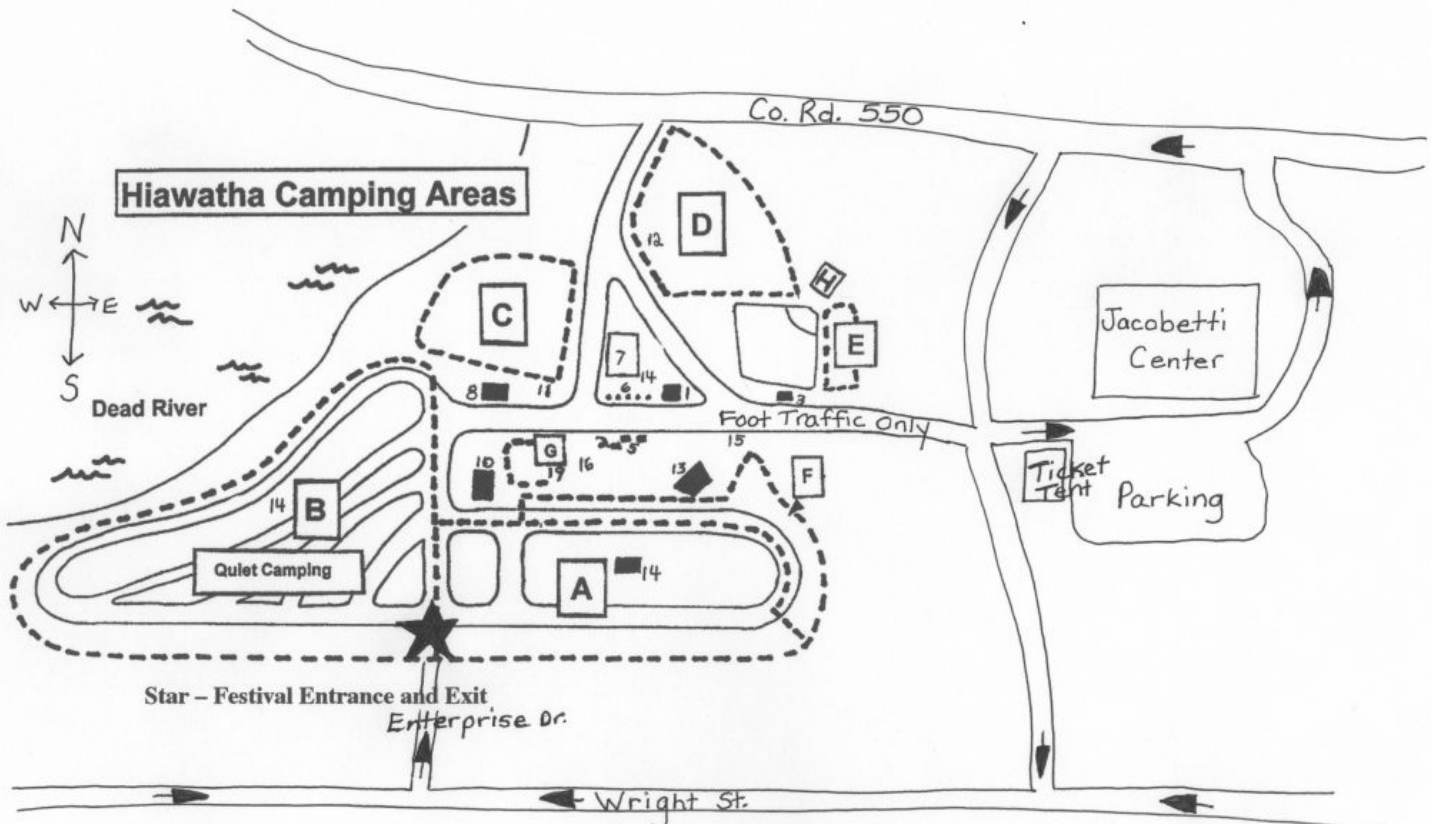 Co. Rd. 550
Hiawatha Camping Areas
N
W E
S
D
12
H
C
E
Jacobetti
Center
7
14
6
8
11
1
3
Dead River
Foot Traffic Only
2
5
15
G
10
19
16
13
F
Ticket
Tent
Parking
14
B
Quiet Camping
A
14
Star – Festival Entrance and Exit
Enterprise Dr.
Wright St.